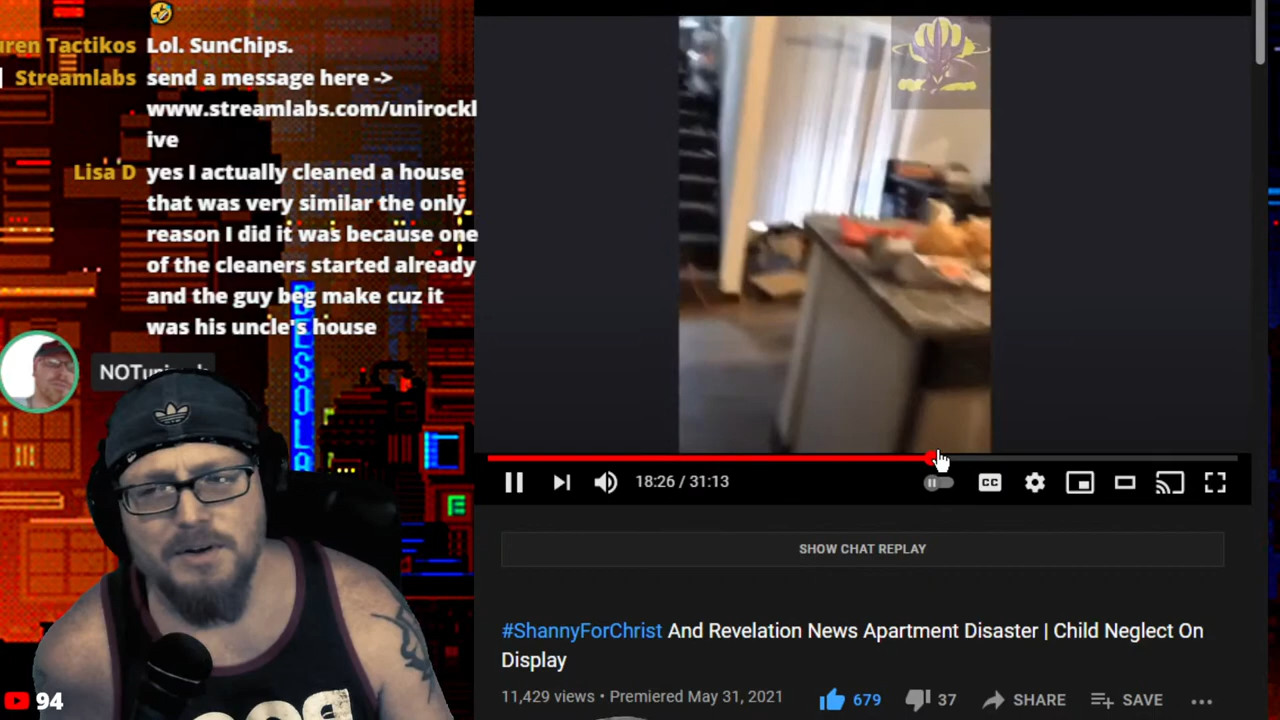 Tactikos Lol. SunChips.
Streamlabs send a message here ->
www.streamlabs.com/unirockl
ive
Lisa D yes I actually cleaned a house
that was very similar the only
reason I did it was because one
of the cleaners started already
and the guy beg make cuz it
was his uncle's house
94
18:26 / 31:13
CC
SHOW CHAT REPLAY
#ShannyForChrist And Revelation News Apartment Disaster | Child Neglect On
Display
11,429 views • Premiered May 31, 2021
679
37
SHARE
SAVE